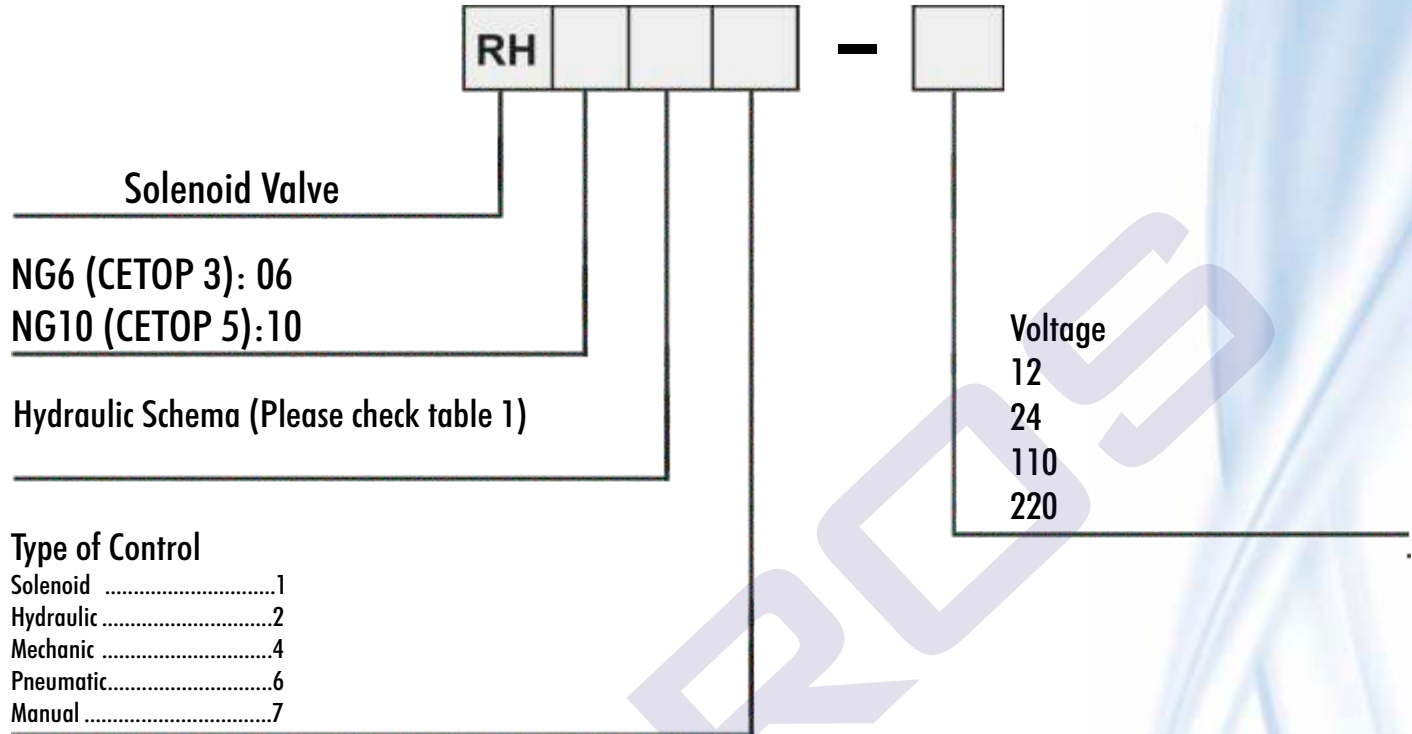 RH –
Solenoid Valve
NG6 (CETOP 3): 06
NG10 (CETOP 5):10
Hydraulic Schema (Please check table 1)
Type of Control
Solenoid ..............................1
Hydraulic ..............................2
Mechanic ..............................4
Pneumatic.............................6
Manual .................................7
Voltage
12
24
110
220
ROS